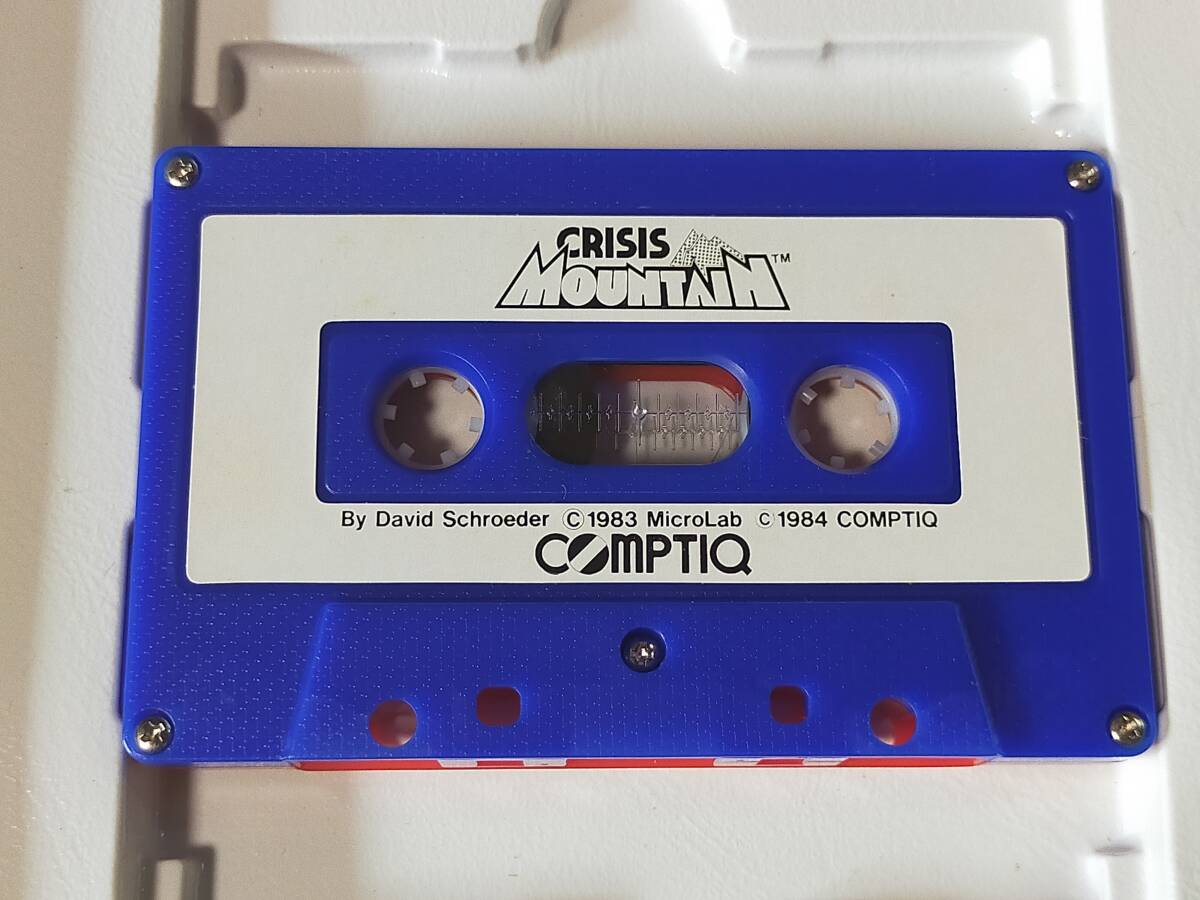 CRISIS
MOUNTAIN™
By David Schroeder ©1983 MicroLab ©1984 COMPTIQ
COMPTIQ